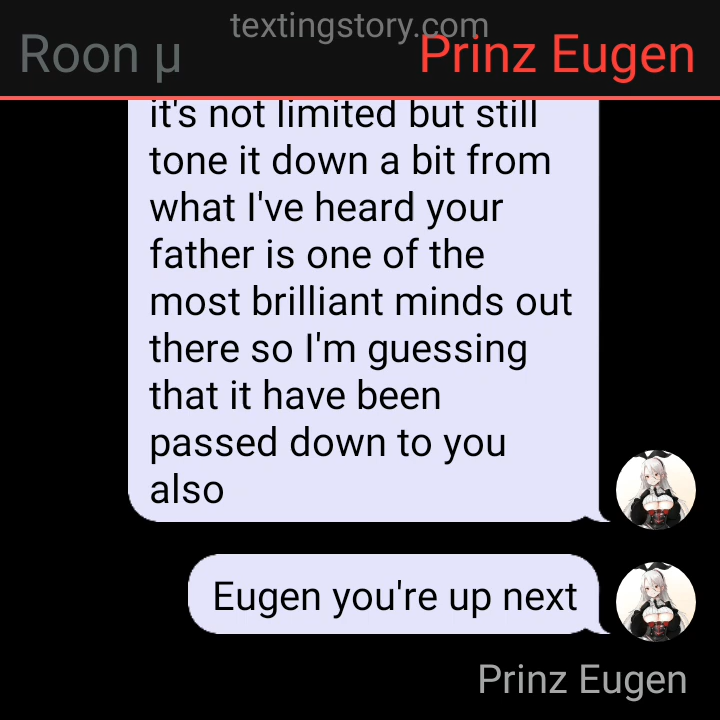 textingstory.com
Roon μ
Prinz Eugen
it's not limited but still
tone it down a bit from
what I've heard your
father is one of the
most brilliant minds out
there so I'm guessing
that it have been
passed down to you
also
Eugen you're up next
Prinz Eugen